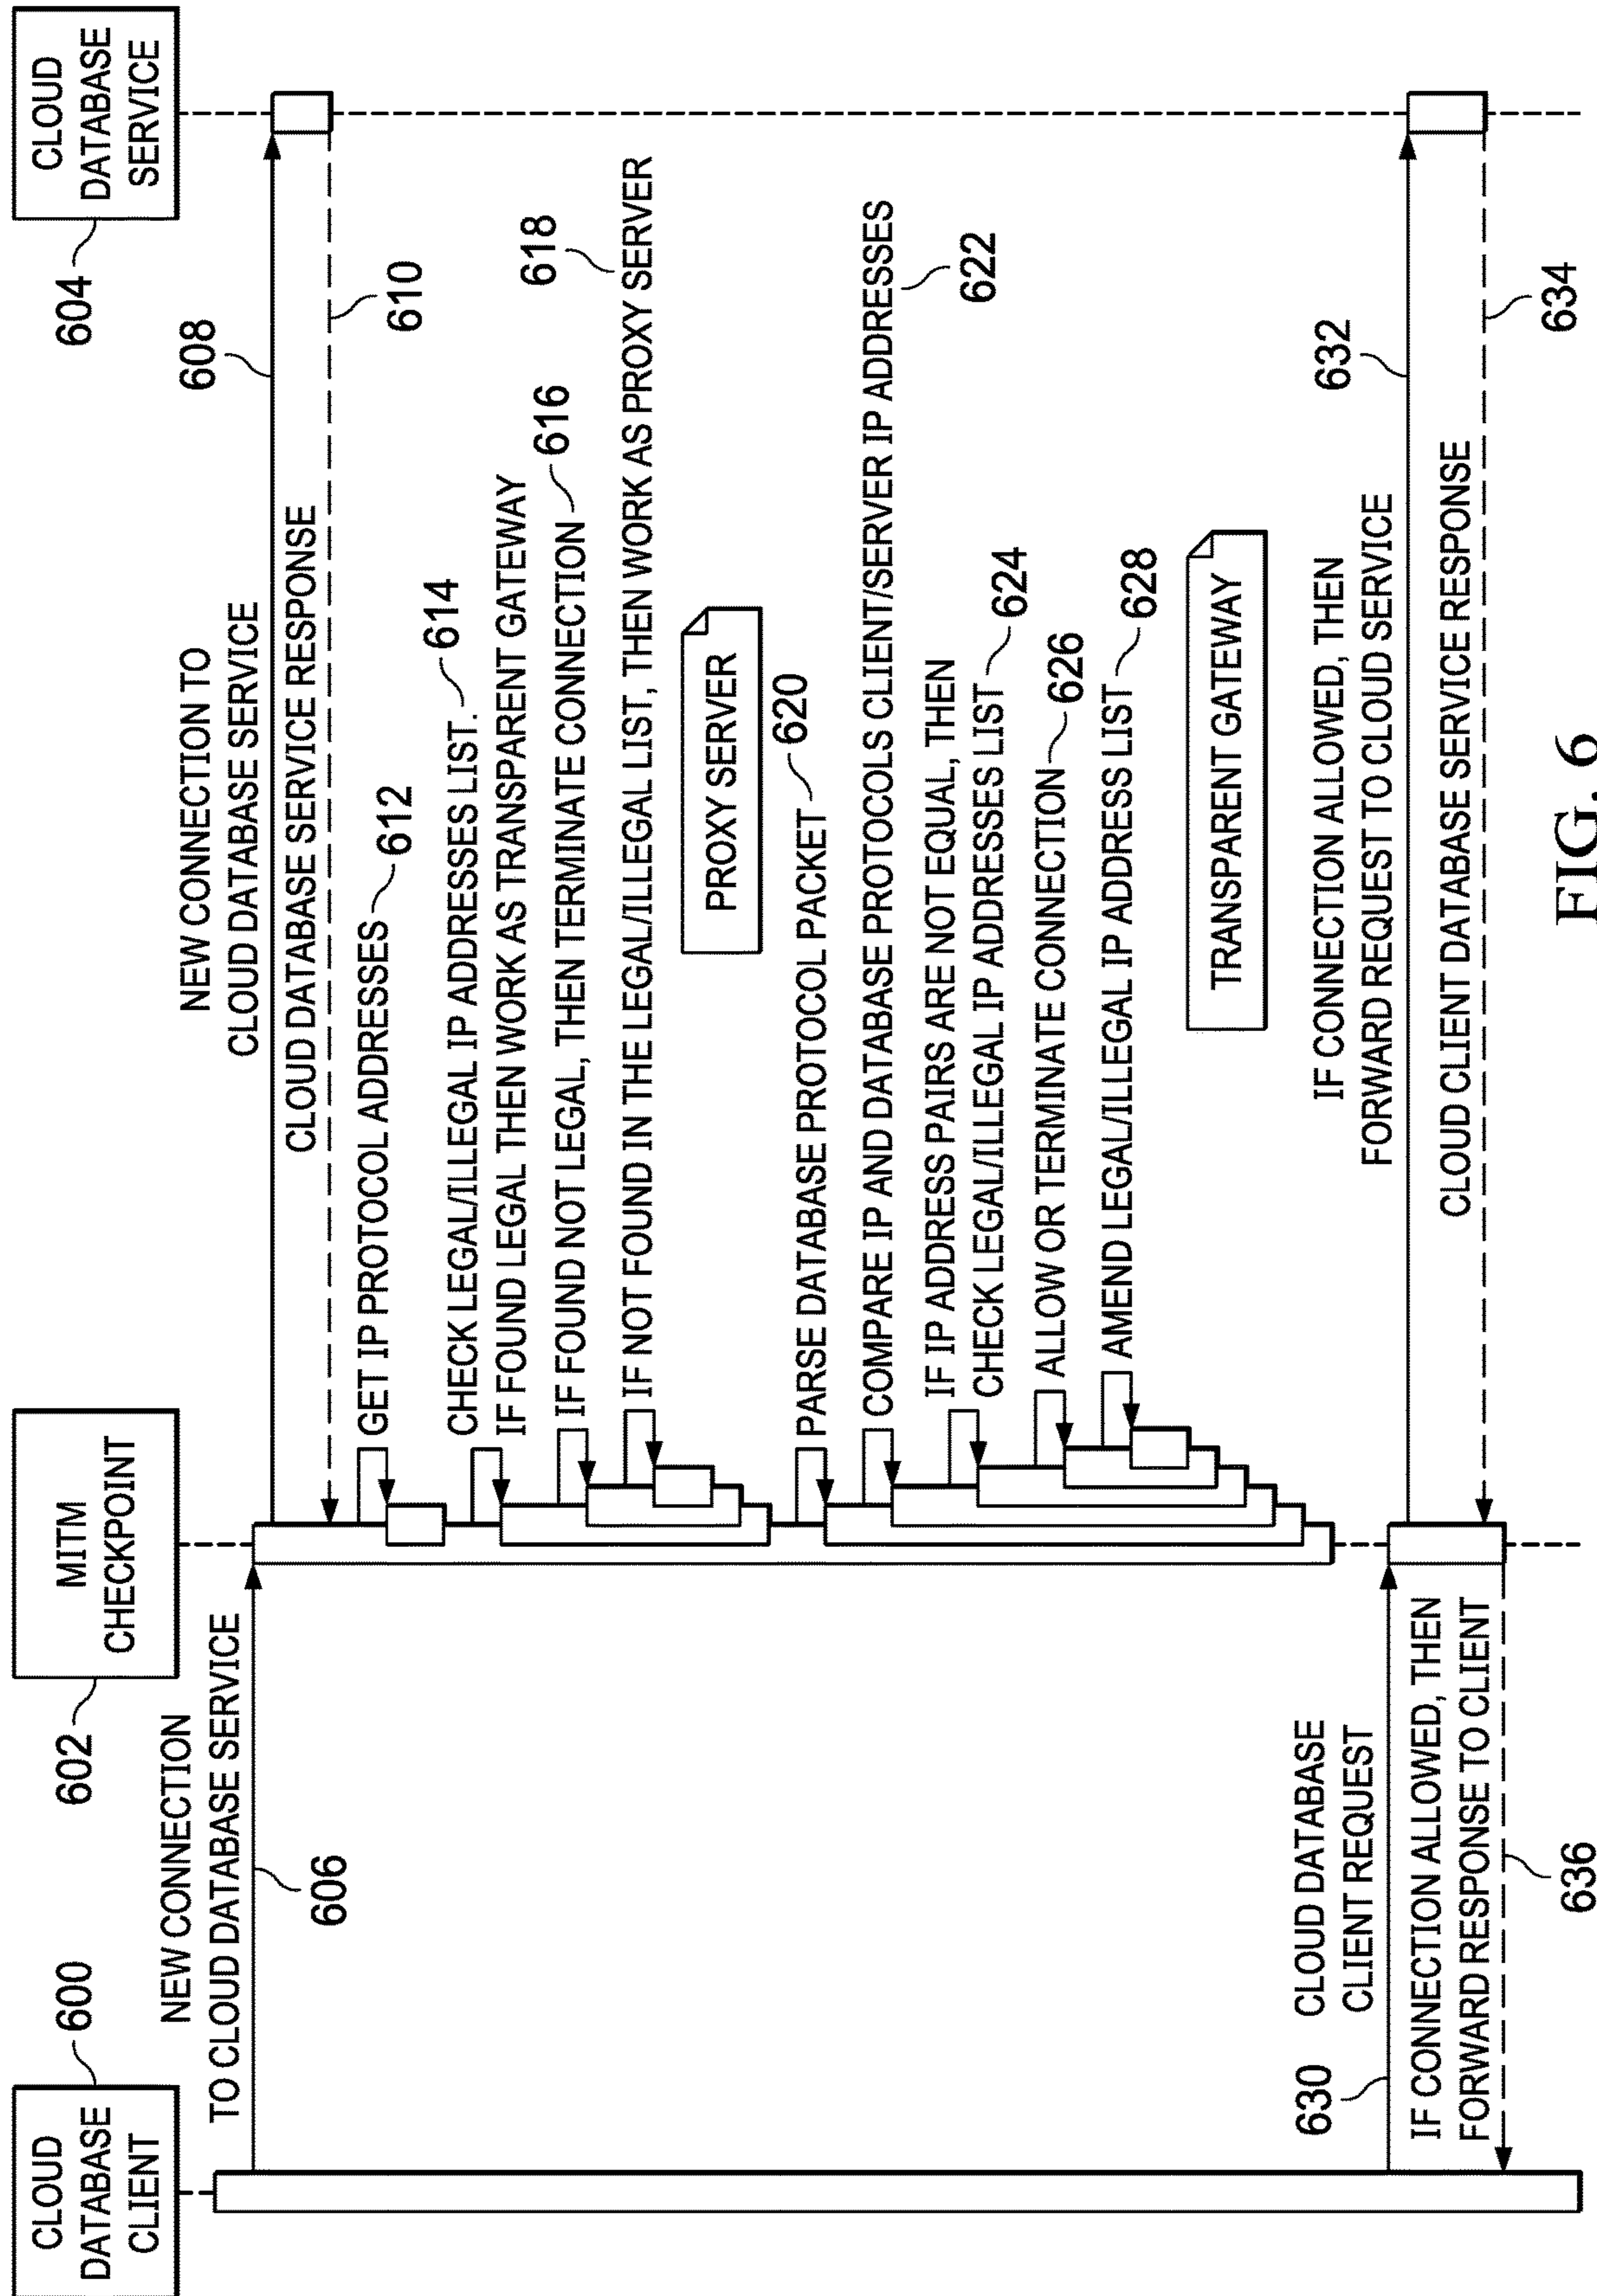 CLOUD
DATABASE
CLIENT
600
MITM
CHECKPOINT
602
CLOUD
DATABASE
SERVICE
604
NEW CONNECTION
TO CLOUD DATABASE SERVICE
606
NEW CONNECTION TO
CLOUD DATABASE SERVICE
608
CLOUD DATABASE SERVICE RESPONSE
610
GET IP PROTOCOL ADDRESSES 612
CHECK LEGAL/ILLEGAL IP ADDRESSES LIST. 614
IF FOUND LEGAL THEN WORK AS TRANSPARENT GATEWAY
IF FOUND NOT LEGAL, THEN TERMINATE CONNECTION 616
IF NOT FOUND IN THE LEGAL/ILLEGAL LIST, THEN WORK AS PROXY SERVER
618
PROXY SERVER
PARSE DATABASE PROTOCOL PACKET 620
COMPARE IP AND DATABASE PROTOCOLS CLIENT/SERVER IP ADDRESSES
622
IF IP ADDRESS PAIRS ARE NOT EQUAL, THEN
CHECK LEGAL/ILLEGAL IP ADDRESSES LIST 624
ALLOW OR TERMINATE CONNECTION 626
AMEND LEGAL/ILLEGAL IP ADDRESS LIST 628
TRANSPARENT GATEWAY
630
CLOUD DATABASE
CLIENT REQUEST
IF CONNECTION ALLOWED, THEN
FORWARD REQUEST TO CLOUD SERVICE
632
CLOUD CLIENT DATABASE SERVICE RESPONSE
634
IF CONNECTION ALLOWED, THEN
FORWARD RESPONSE TO CLIENT
636
FIG. 6